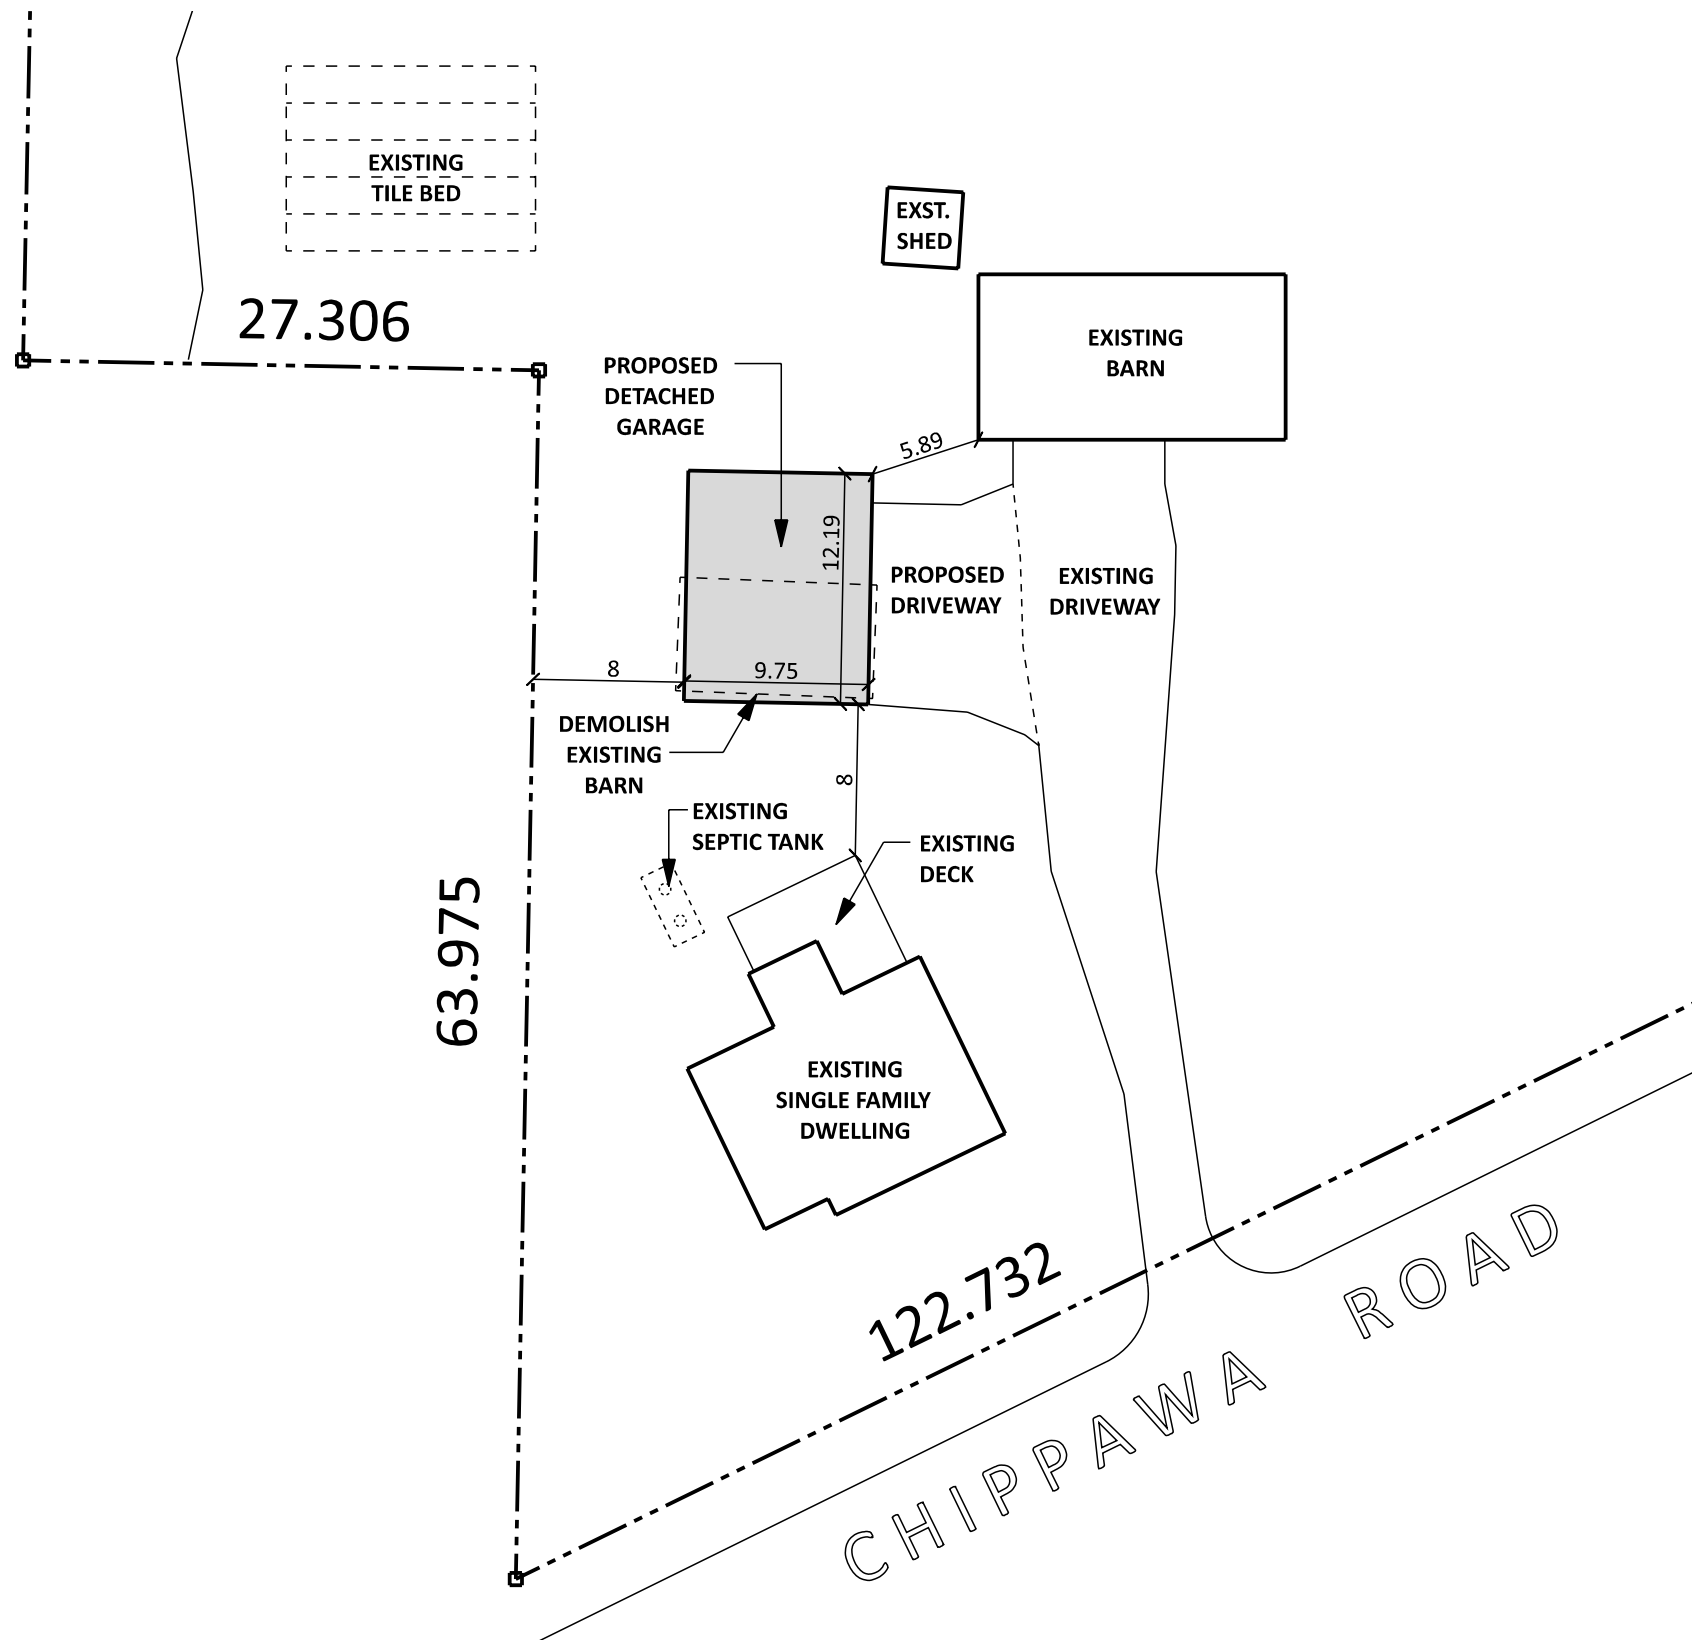 EXISTING
TILE BED
EXST.
SHED
27.306
EXISTING
BARN
PROPOSED
DETACHED
GARAGE
5.89
12.19
PROPOSED
DRIVEWAY
EXISTING
DRIVEWAY
8
9.75
DEMOLISH
EXISTING
BARN
8
EXISTING
SEPTIC TANK
EXISTING
DECK
63.975
EXISTING
SINGLE FAMILY
DWELLING
122.732
CHIPPAWA ROAD